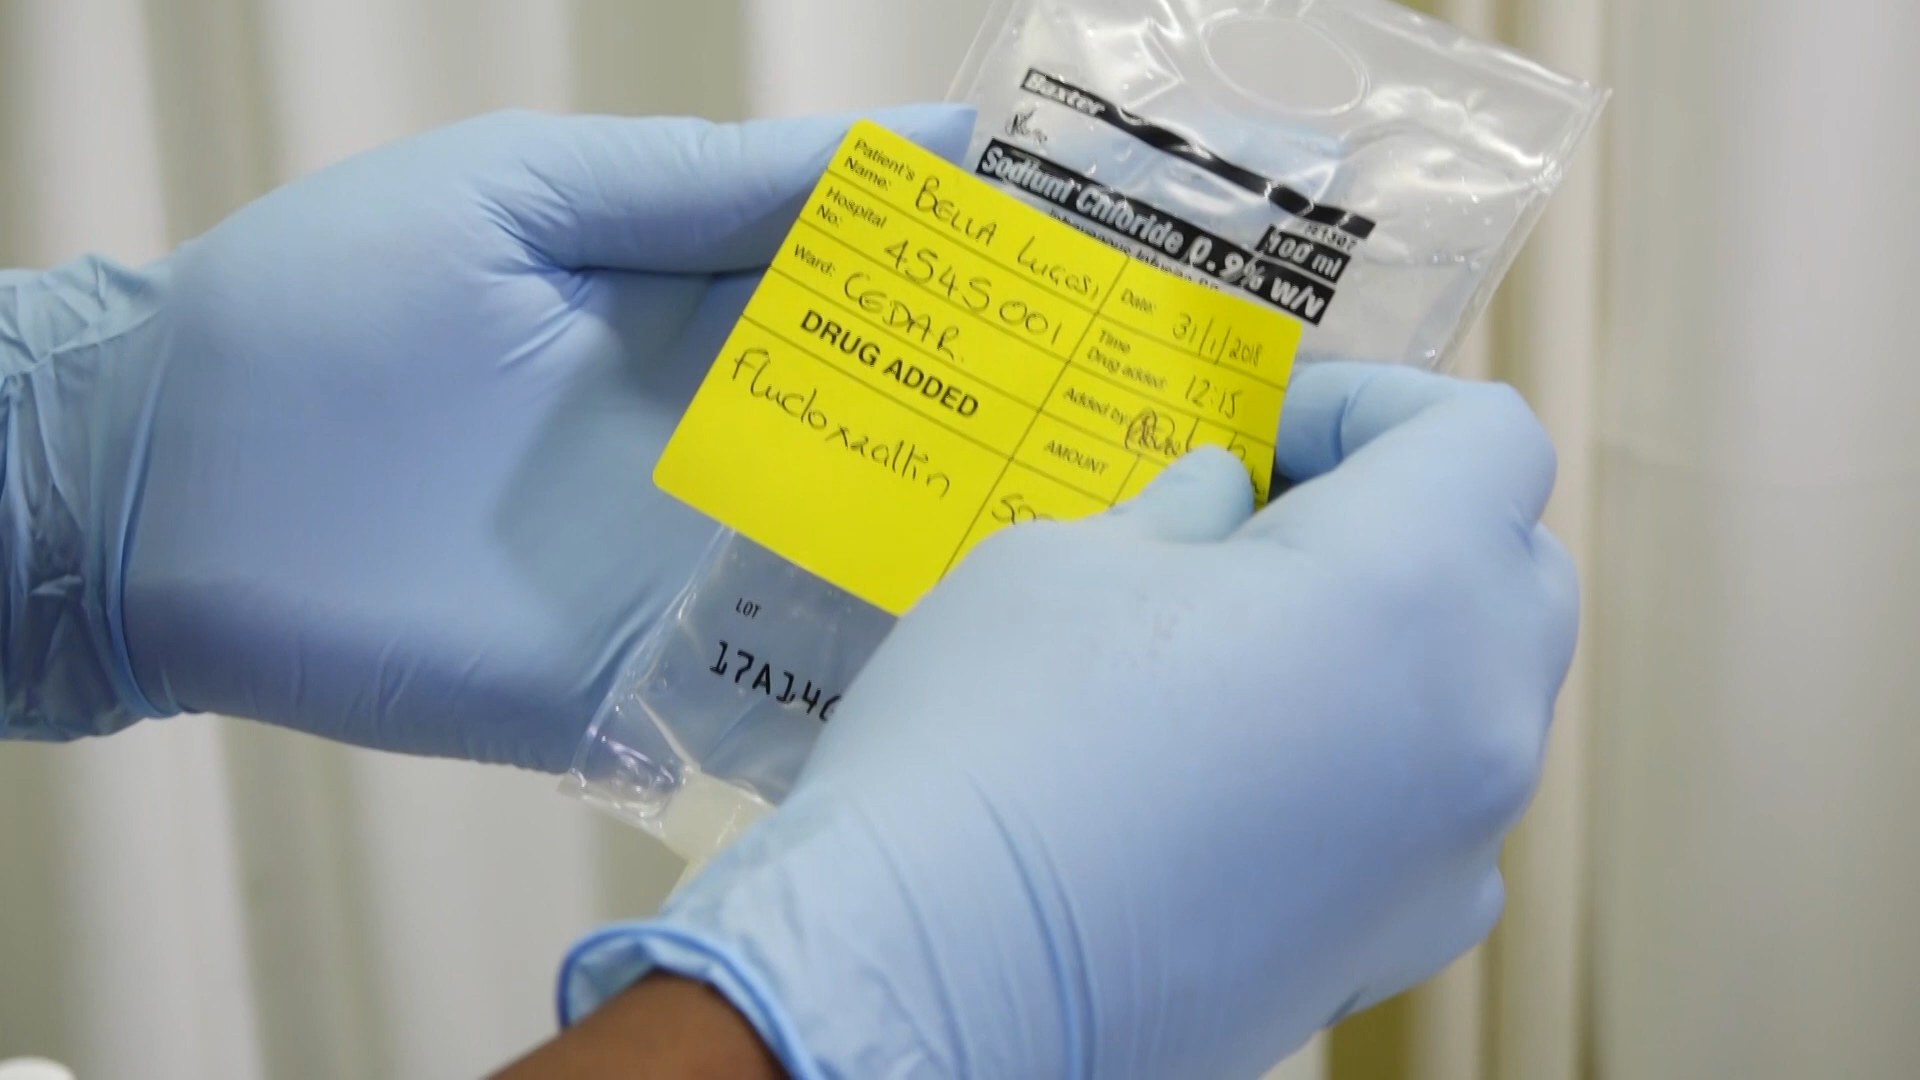 Baxter
Sodium Chloride 0.9% w/v
100 ml
Patient's Name: BELLA LUGOSI
Hospital No: 4545001
Ward: CEDAR.
DRUG ADDED
Flucloxacillin
Date: 31/1/2018
Time Drug added: 12:15
Added by:
AMOUNT
LOT
17A14